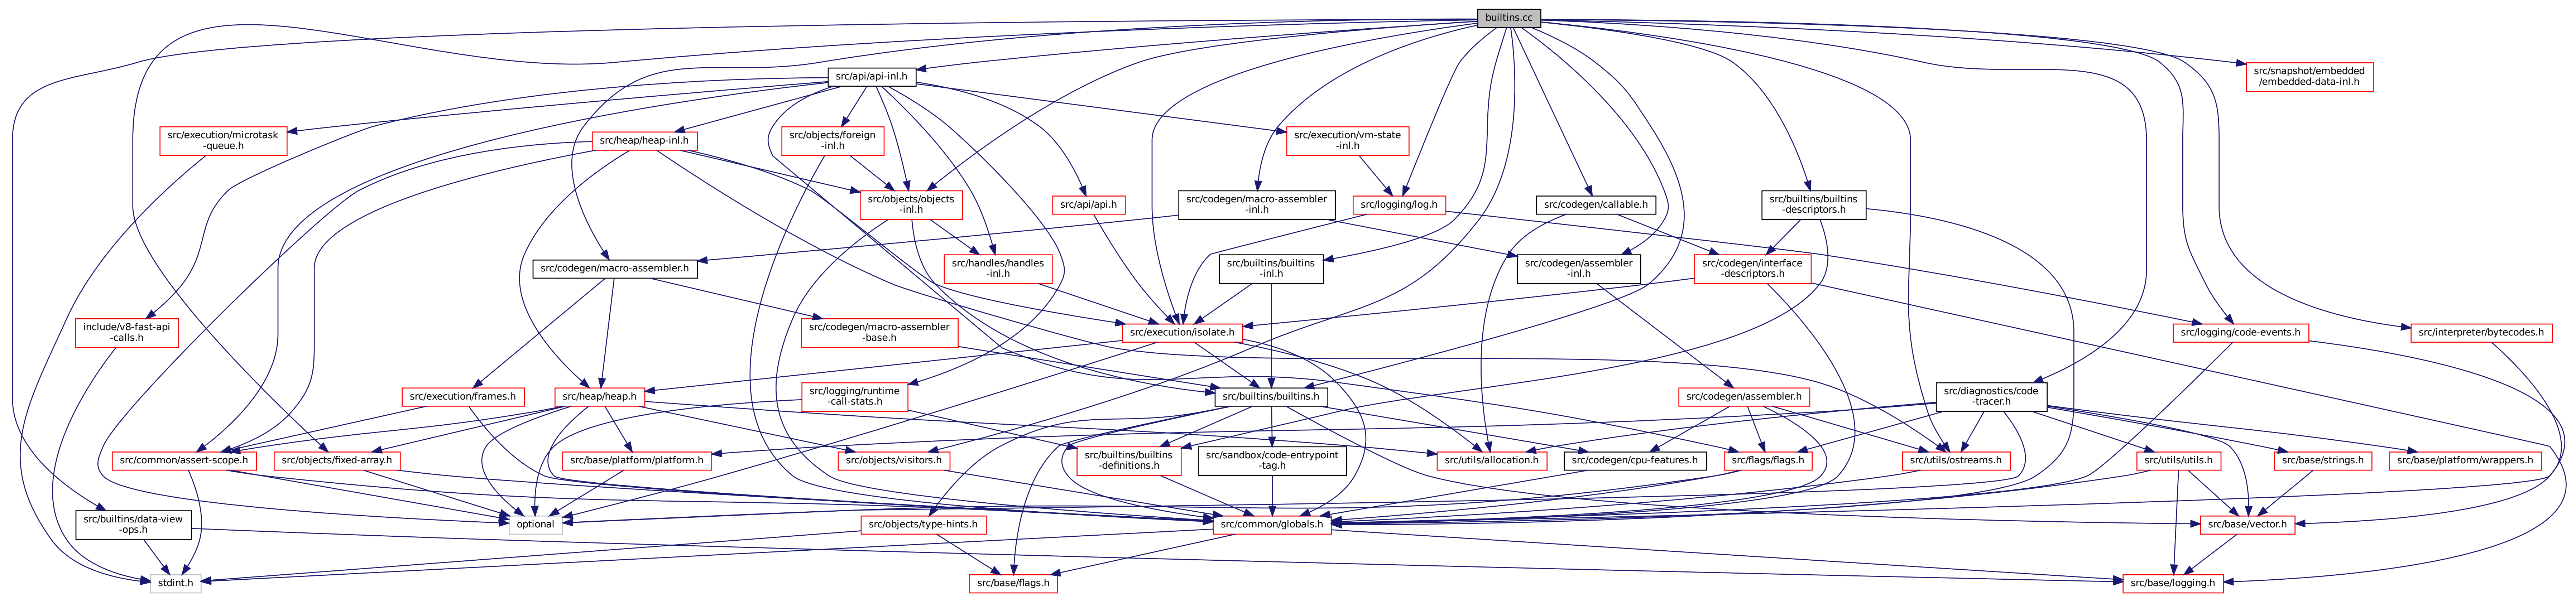 builtins.cc
src/api/api-inl.h
src/snapshot/embedded
/embedded-data-inl.h
src/execution/microtask
-queue.h
src/heap/heap-inl.h
src/objects/foreign
-inl.h
src/execution/vm-state
-inl.h
src/objects/objects
-inl.h
src/api/api.h
src/codegen/macro-assembler
-inl.h
src/logging/log.h
src/codegen/callable.h
src/builtins/builtins
-descriptors.h
src/codegen/macro-assembler.h
src/handles/handles
-inl.h
src/builtins/builtins
-inl.h
src/codegen/assembler
-inl.h
src/codegen/interface
-descriptors.h
include/v8-fast-api
-calls.h
src/codegen/macro-assembler
-base.h
src/execution/isolate.h
src/logging/code-events.h
src/interpreter/bytecodes.h
src/execution/frames.h
src/heap/heap.h
src/logging/runtime
-call-stats.h
src/builtins/builtins.h
src/codegen/assembler.h
src/diagnostics/code
-tracer.h
src/common/assert-scope.h
src/objects/fixed-array.h
src/base/platform/platform.h
src/objects/visitors.h
src/builtins/builtins
-definitions.h
src/sandbox/code-entrypoint
-tag.h
src/utils/allocation.h
src/codegen/cpu-features.h
src/flags/flags.h
src/utils/ostreams.h
src/utils/utils.h
src/base/strings.h
src/base/platform/wrappers.h
src/builtins/data-view
-ops.h
optional
src/objects/type-hints.h
src/common/globals.h
src/base/vector.h
stdint.h
src/base/flags.h
src/base/logging.h